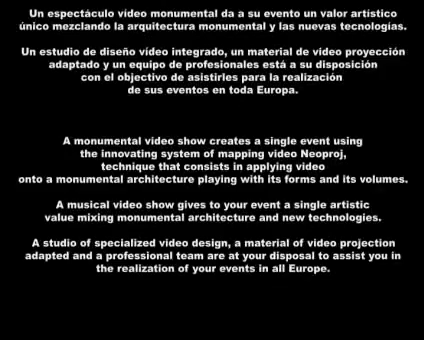 Un espectáculo vídeo monumental da a su evento un valor artístico
único mezclando la arquitectura monumental y las nuevas tecnologías.
Un estudio de diseño vídeo integrado, un material de vídeo proyección
adaptado y un equipo de profesionales está a su disposición
con el objectivo de asistirles para la realización
de sus eventos en toda Europa.
A monumental video show creates a single event using
the innovating system of mapping video Neoproj,
technique that consists in applying video
onto a monumental architecture playing with its forms and its volumes.
A musical video show gives to your event a single artistic
value mixing monumental architecture and new technologies.
A studio of specialized video design, a material of video projection
adapted and a professional team are at your disposal to assist you in
the realization of your events in all Europe.